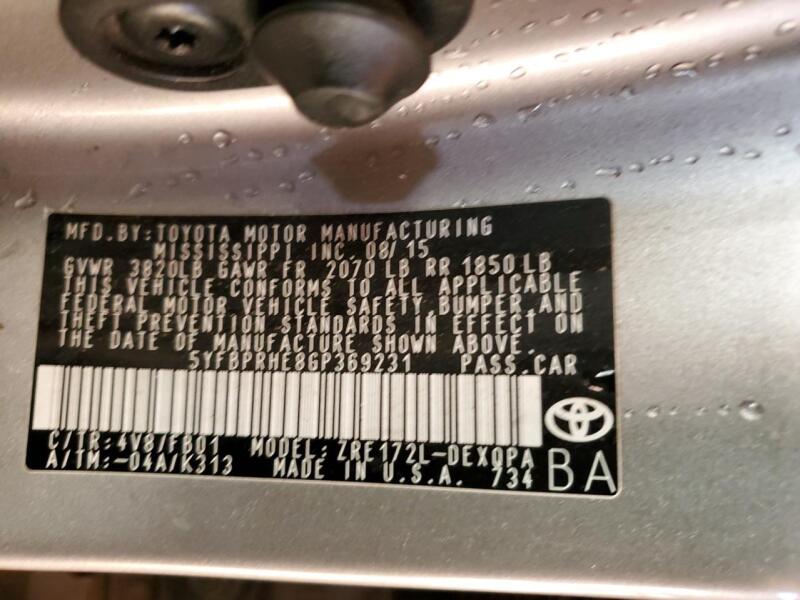 MFD. BY: TOYOTA MOTOR MANUFACTURING
MISSISSIPPI INC. 08/15
GVWR 3820LB GAWR FR 2070 LB RR 1850 LB
THIS VEHICLE CONFORMS TO ALL APPLICABLE
FEDERAL MOTOR VEHICLE SAFETY, BUMPER, AND
THEFT PREVENTION STANDARDS IN EFFECT ON
THE DATE OF MANUFACTURE SHOWN ABOVE.
5YFBPRHE8GP369231 PASS. CAR
C/TR: 4V8/FB01 MODEL: ZRE172L-DEXQPA
A/TM: -04A/K313 MADE IN U.S.A. 734 BA